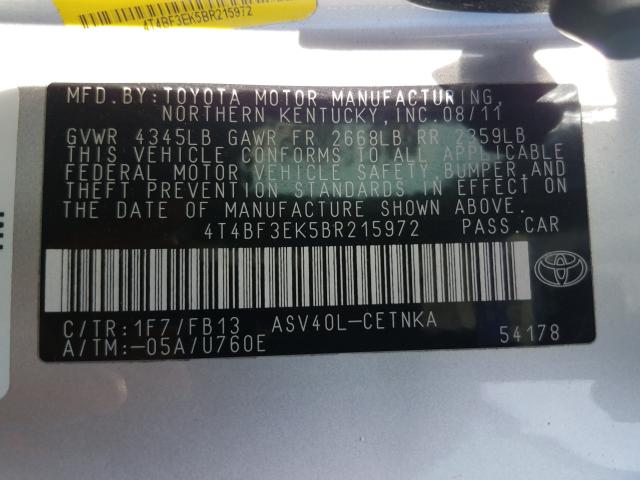 4T4BF3EK5BR215972
MFD.BY: TOYOTA MOTOR MANUFACTURING,
NORTHERN KENTUCKY, INC. 08/11
GVWR 4345LB GAWR FR 2668LB RR 2359LB
THIS VEHICLE CONFORMS TO ALL APPLICABLE
FEDERAL MOTOR VEHICLE SAFETY, BUMPER, AND
THEFT PREVENTION STANDARDS IN EFFECT ON
THE DATE OF MANUFACTURE SHOWN ABOVE.
4T4BF3EK5BR215972 PASS.CAR
C/TR:1F7/FB13 ASV40L-CETNKA
A/TM:-05A/U760E 54178